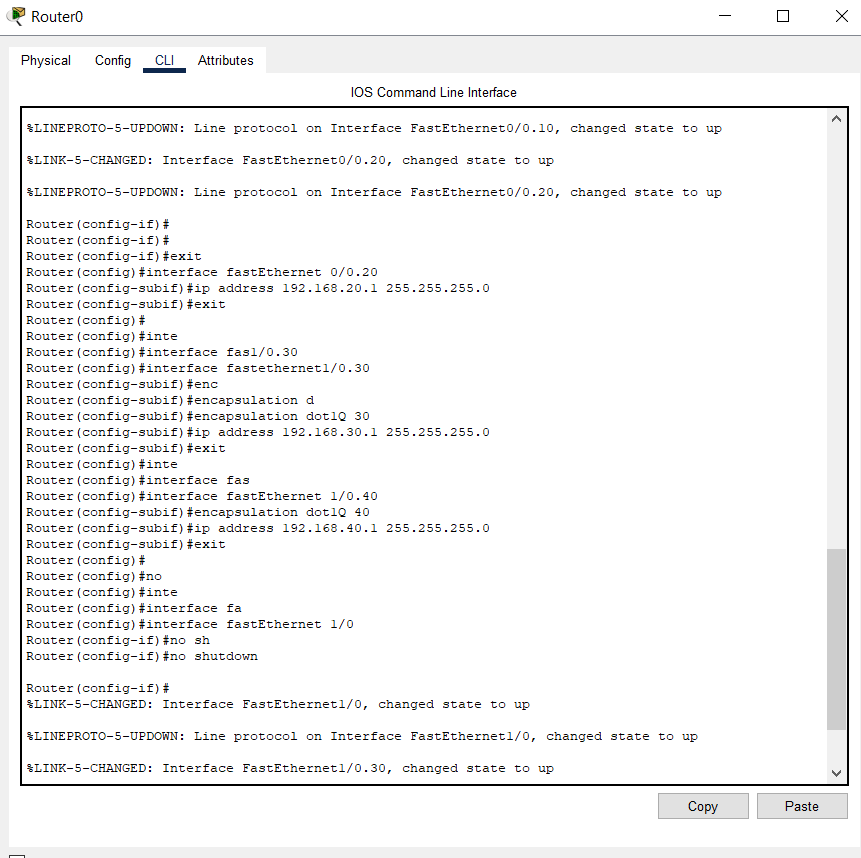 Router0
Physical Config CLI Attributes
IOS Command Line Interface
%LINEPROTO-5-UPDOWN: Line protocol on Interface FastEthernet0/0.10, changed state to up
%LINK-5-CHANGED: Interface FastEthernet0/0.20, changed state to up
%LINEPROTO-5-UPDOWN: Line protocol on Interface FastEthernet0/0.20, changed state to up
Router(config-if)#
Router(config-if)#
Router(config-if)#exit
Router(config)#interface fastEthernet 0/0.20
Router(config-subif)#ip address 192.168.20.1 255.255.255.0
Router(config-subif)#exit
Router(config)#
Router(config)#inte
Router(config)#interface fas1/0.30
Router(config)#interface fastethernet1/0.30
Router(config-subif)#enc
Router(config-subif)#encapsulation d
Router(config-subif)#encapsulation dot1Q 30
Router(config-subif)#ip address 192.168.30.1 255.255.255.0
Router(config-subif)#exit
Router(config)#inte
Router(config)#interface fas
Router(config)#interface fastEthernet 1/0.40
Router(config-subif)#encapsulation dot1Q 40
Router(config-subif)#ip address 192.168.40.1 255.255.255.0
Router(config-subif)#exit
Router(config)#
Router(config)#no
Router(config)#inte
Router(config)#interface fa
Router(config)#interface fastEthernet 1/0
Router(config-if)#no sh
Router(config-if)#no shutdown
Router(config-if)#
%LINK-5-CHANGED: Interface FastEthernet1/0, changed state to up
%LINEPROTO-5-UPDOWN: Line protocol on Interface FastEthernet1/0, changed state to up
%LINK-5-CHANGED: Interface FastEthernet1/0.30, changed state to up
Copy Paste